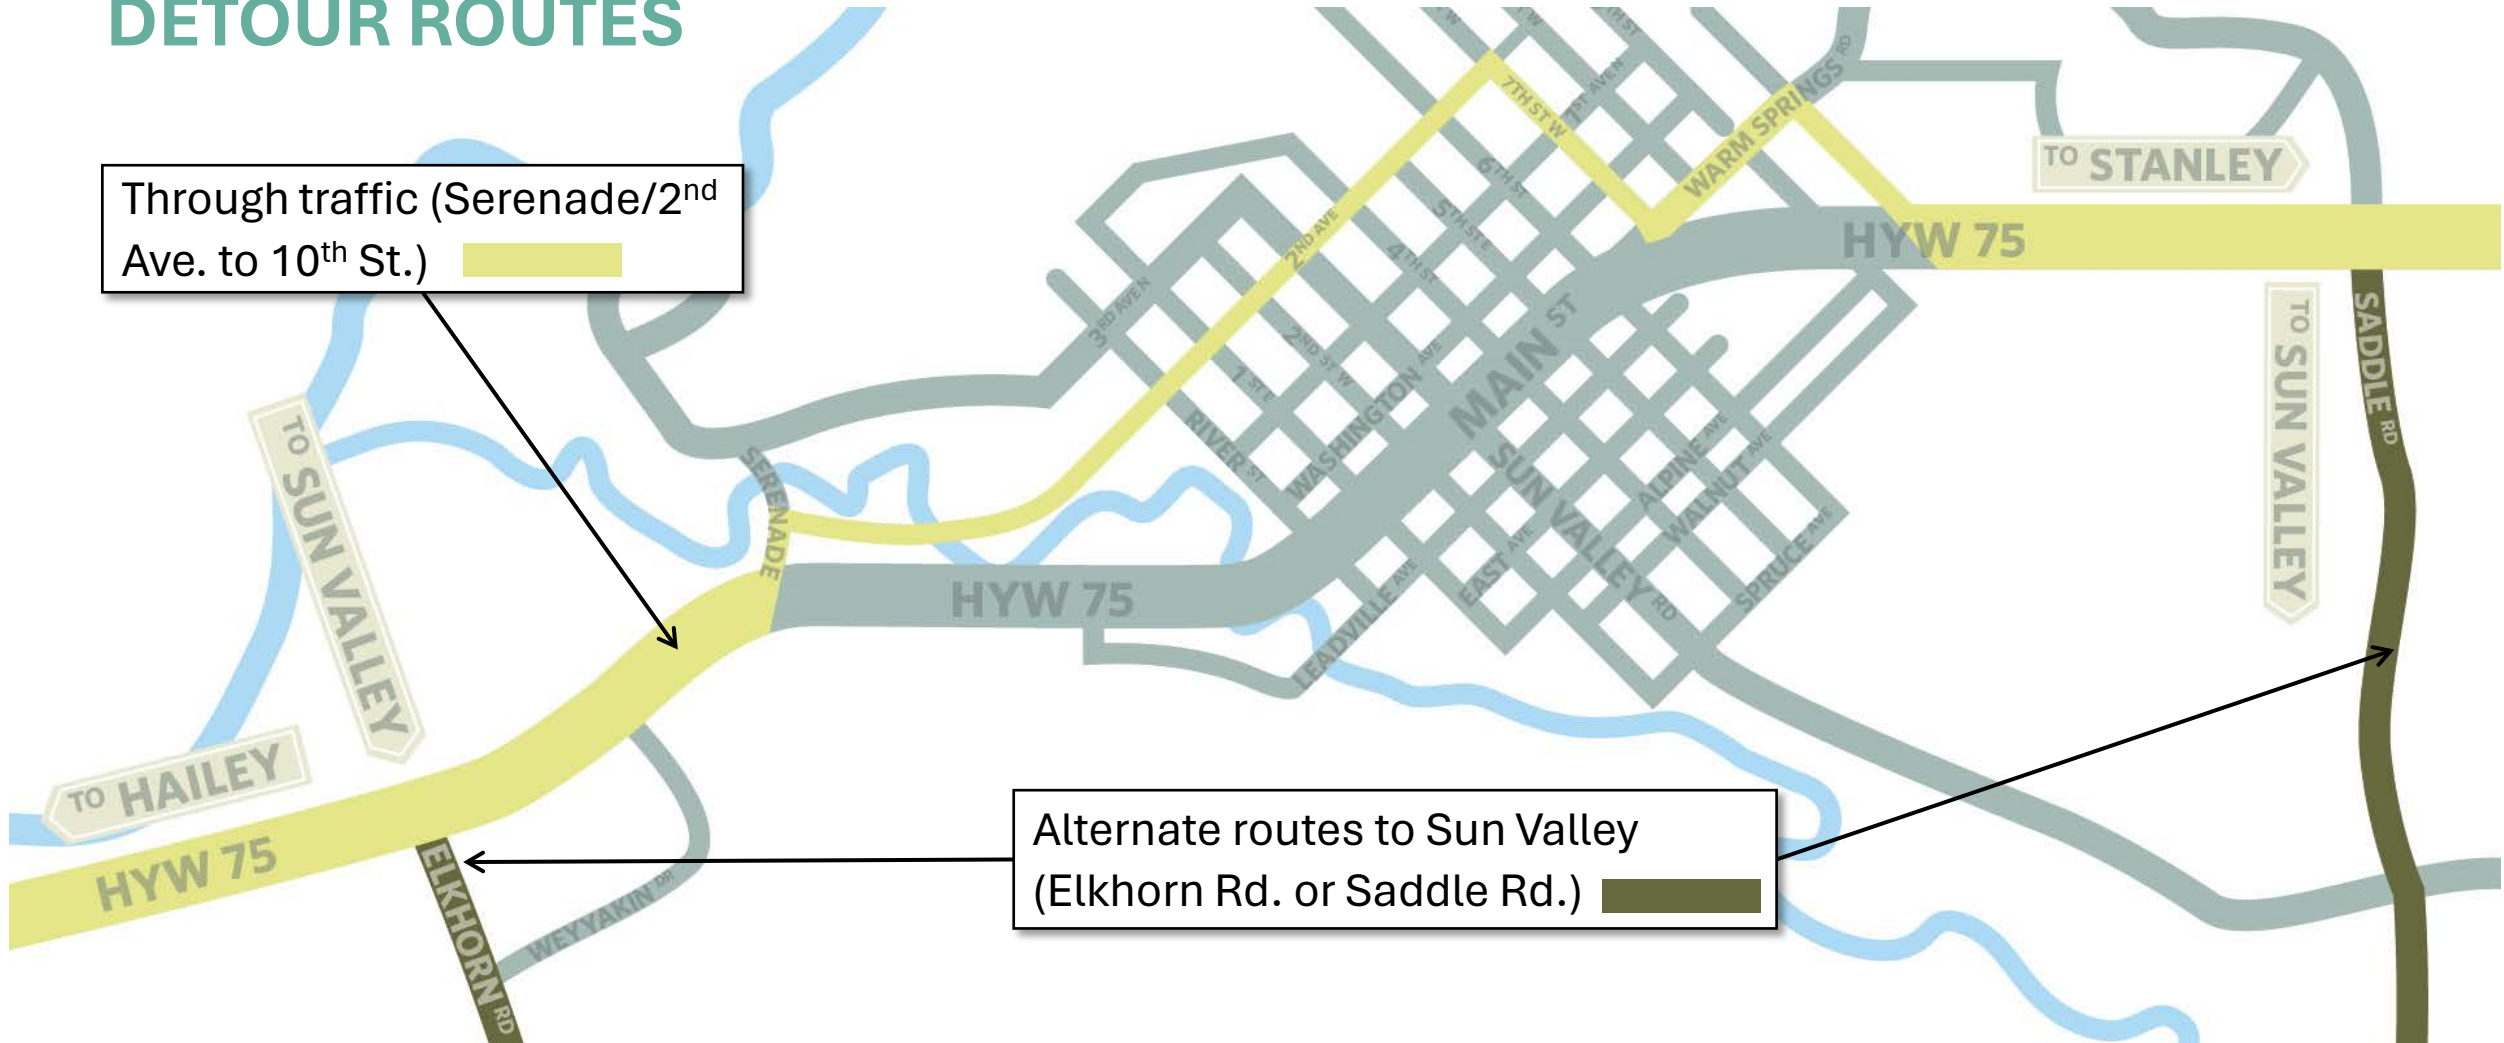 DETOUR ROUTES
Through traffic (Serenade/2nd
Ave. to 10th St.)
7TH ST W
1ST AVEN
WARM SPRINGS RD
TO STANLEY
6TH ST
5TH ST E
4TH ST
2ND AVE
3RD AVEN
HYW 75
MAIN ST
2ND ST W
1 ST E
WASHINGTON AVE
RIVER ST
SADDLE RD
TO SUN VALLEY
TO SUN VALLEY
SERENADE
ALPINE AVE
WALNUT AVE
SUN VALLEY RD
EAST AVE
SPRUCE AVE
LEADVILLE AVE
HYW 75
TO HAILEY
HYW 75
ELKHORN RD
WEYYAKIN DR
Alternate routes to Sun Valley
(Elkhorn Rd. or Saddle Rd.)